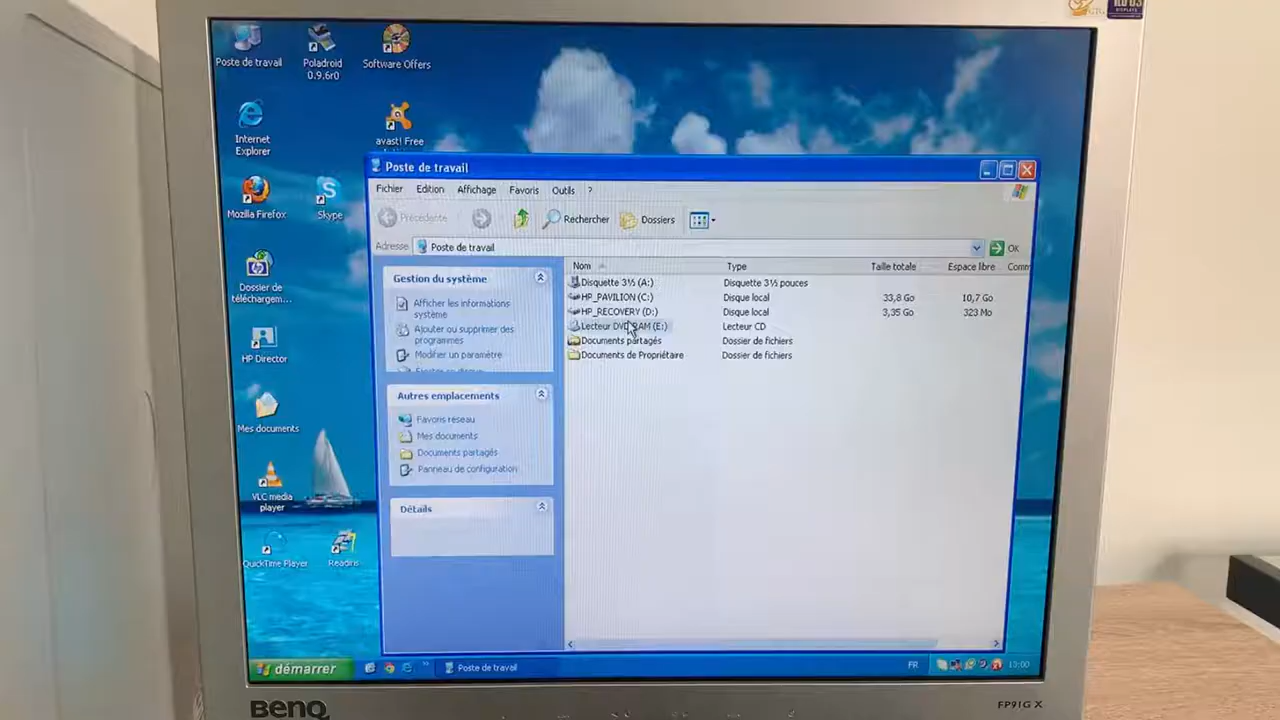 Poste de travail
Poladroid
0.9.6r0
Software Offers
Internet
Explorer
avast! Free
Mozilla Firefox
Skype
Dossier de
téléchargem...
HP Director
Mes documents
VLC media
player
QuickTime Player
Readiris
Poste de travail
Fichier Edition Affichage Favoris Outils ?
Précédente Rechercher Dossiers
Adresse Poste de travail OK
Gestion du système
Afficher les informations
système
Ajouter ou supprimer des
programmes
Modifier un paramètre
Autres emplacements
Favoris réseau
Mes documents
Documents partagés
Panneau de configuration
Détails
Nom Type Taille totale Espace libre Comm
Disquette 3½ (A:) Disquette 3½ pouces
HP_PAVILION (C:) Disque local 33,8 Go 10,7 Go
HP_RECOVERY (D:) Disque local 3,35 Go 323 Mo
Lecteur DVD-RAM (E:) Lecteur CD
Documents partagés Dossier de fichiers
Documents de Propriétaire Dossier de fichiers
démarrer Poste de travail FR 13:00
BenQ FP91G X